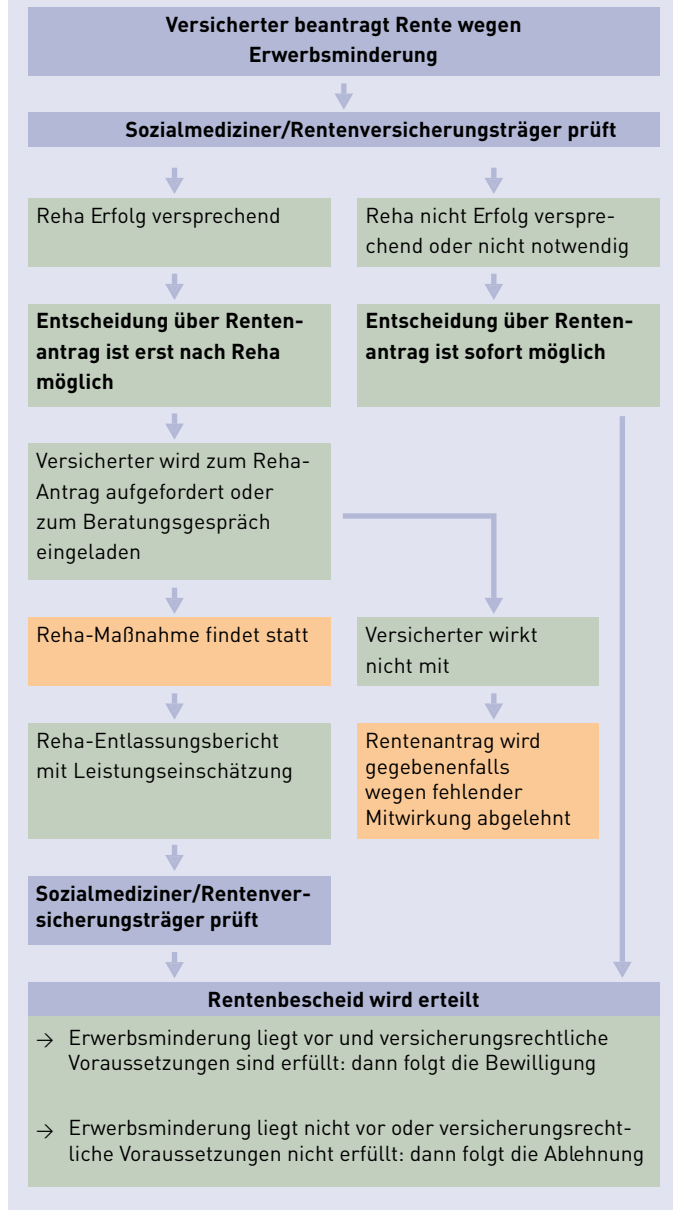 Versicherter beantragt Rente wegen
Erwerbsminderung
Sozialmediziner/Rentenversicherungsträger prüft
Reha Erfolg versprechend
Reha nicht Erfolg verspre-
chend oder nicht notwendig
Entscheidung über Renten-
antrag ist erst nach Reha
möglich
Entscheidung über Renten-
antrag ist sofort möglich
Versicherter wird zum Reha-
Antrag aufgefordert oder
zum Beratungsgespräch
eingeladen
Reha-Maßnahme findet statt
Versicherter wirkt
nicht mit
Reha-Entlassungsbericht
mit Leistungseinschätzung
Rentenantrag wird
gegebenenfalls
wegen fehlender
Mitwirkung abgelehnt
Sozialmediziner/Rentenver-
sicherungsträger prüft
Rentenbescheid wird erteilt
→ Erwerbsminderung liegt vor und versicherungsrechtliche
Voraussetzungen sind erfüllt: dann folgt die Bewilligung
→ Erwerbsminderung liegt nicht vor oder versicherungsrecht-
liche Voraussetzungen nicht erfüllt: dann folgt die Ablehnung